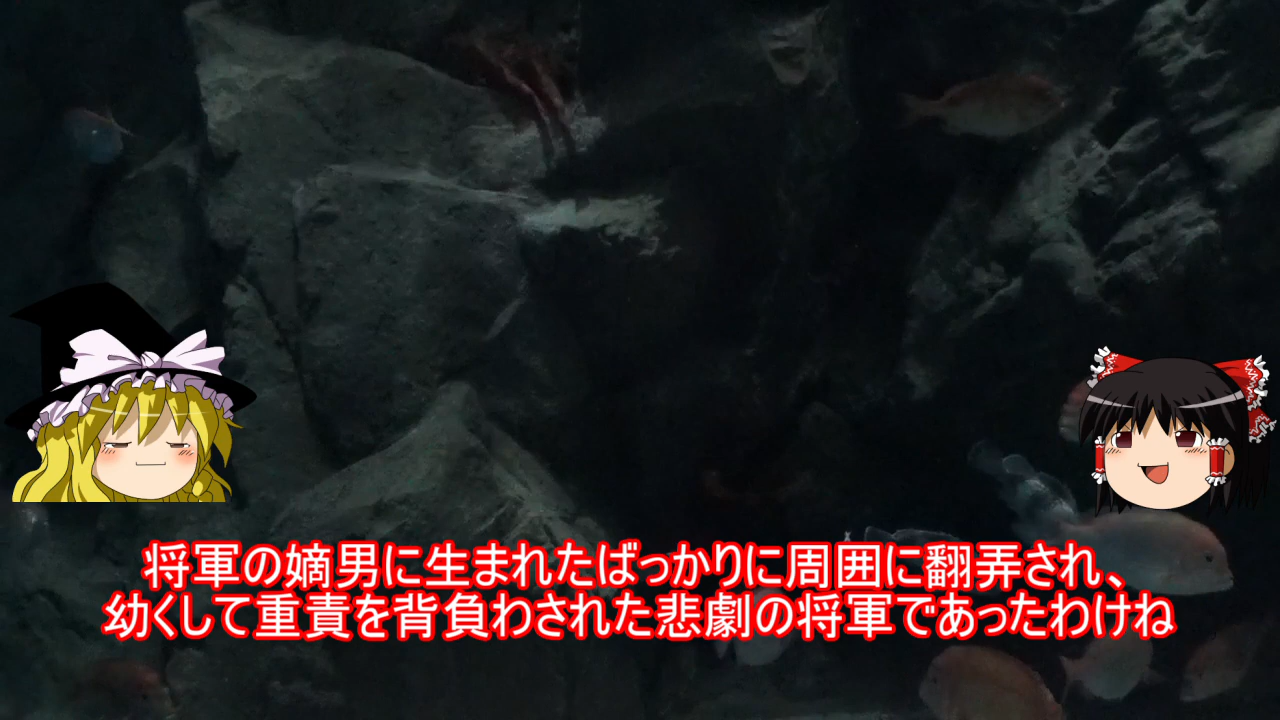 将軍の嫡男に生まれたばっかりに周囲に翻弄され、
幼くして重責を背負わされた悲劇の将軍であったわけね